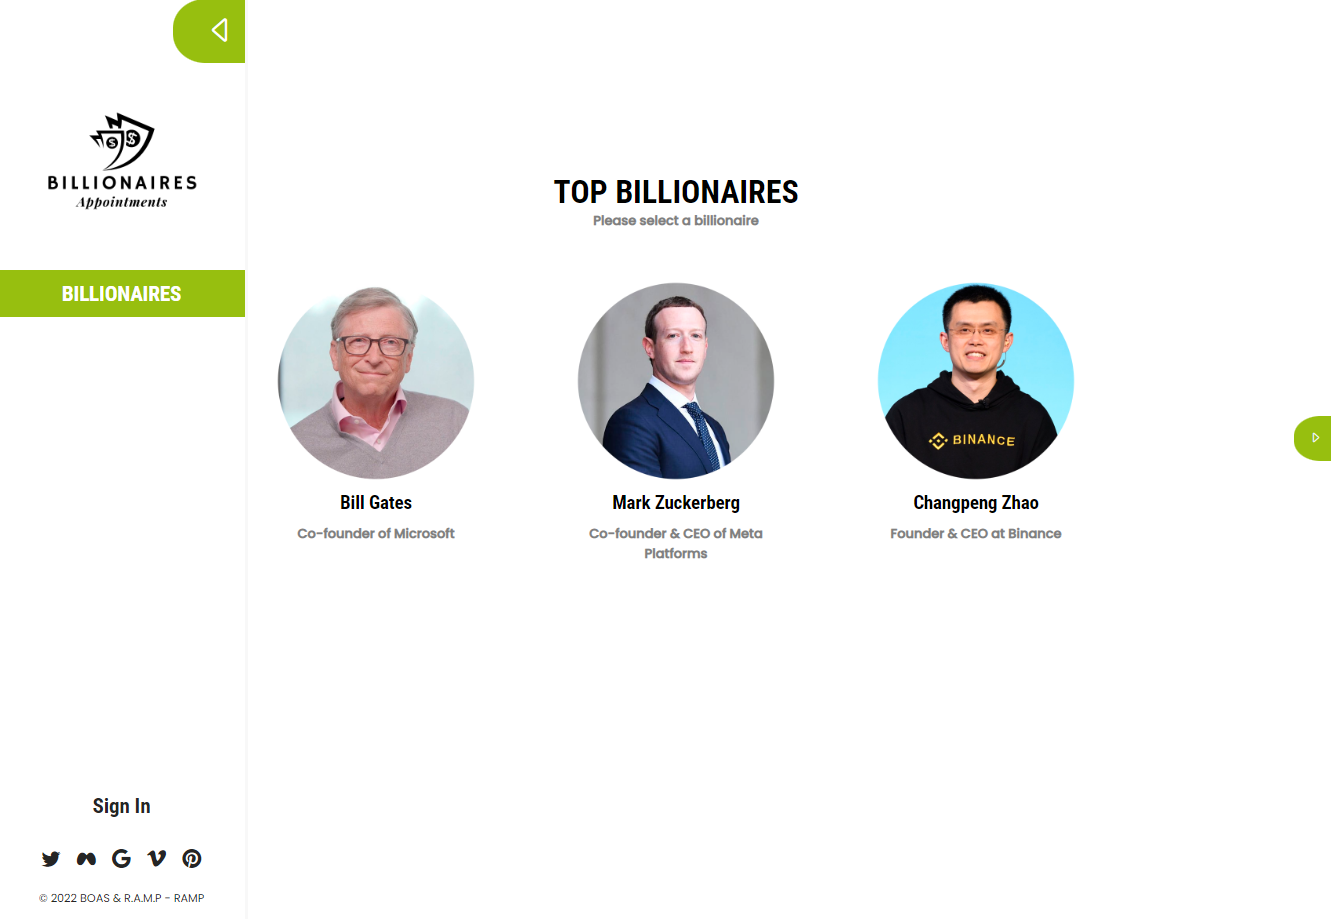 BILLIONAIRES
Appointments
BILLIONAIRES
Sign In
© 2022 BOAS & R.A.M.P - RAMP
TOP BILLIONAIRES
Please select a billionaire
Bill Gates
Co-founder of Microsoft
Mark Zuckerberg
Co-founder & CEO of Meta
Platforms
BINANCE
Changpeng Zhao
Founder & CEO at Binance